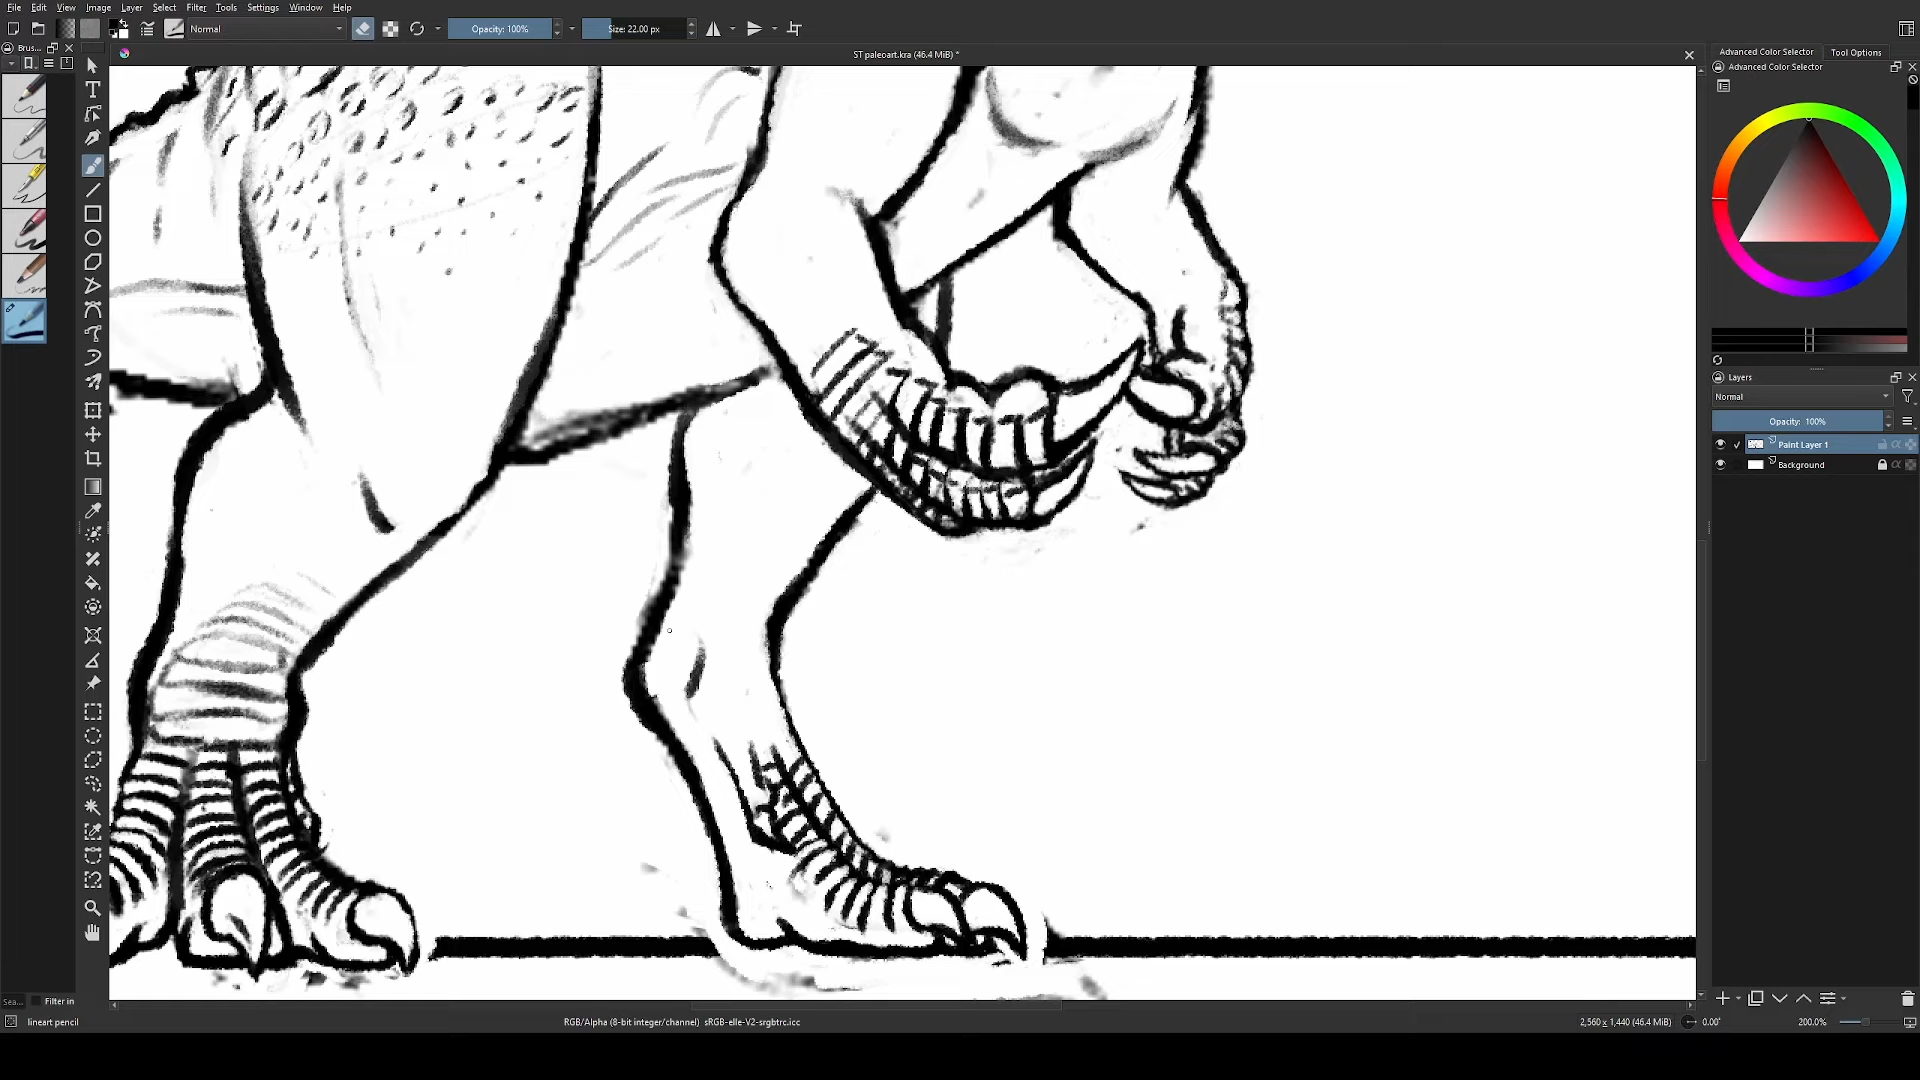 File Edit View Image Layer Select Filter Tools Settings Window Help
Normal
Opacity: 100%
Size: 22.00 px
Brus...
ST paleoart.kra (46.4 MiB) *
Advanced Color Selector
Tool Options
Advanced Color Selector
Layers
Normal
Opacity: 100%
Paint Layer 1
Background
Sea...
Filter in
lineart pencil
RGB/Alpha (8-bit integer/channel) sRGB-elle-V2-srgbtrc.icc
2,560 x 1,440 (46.4 MiB)
0.00°
200.0%